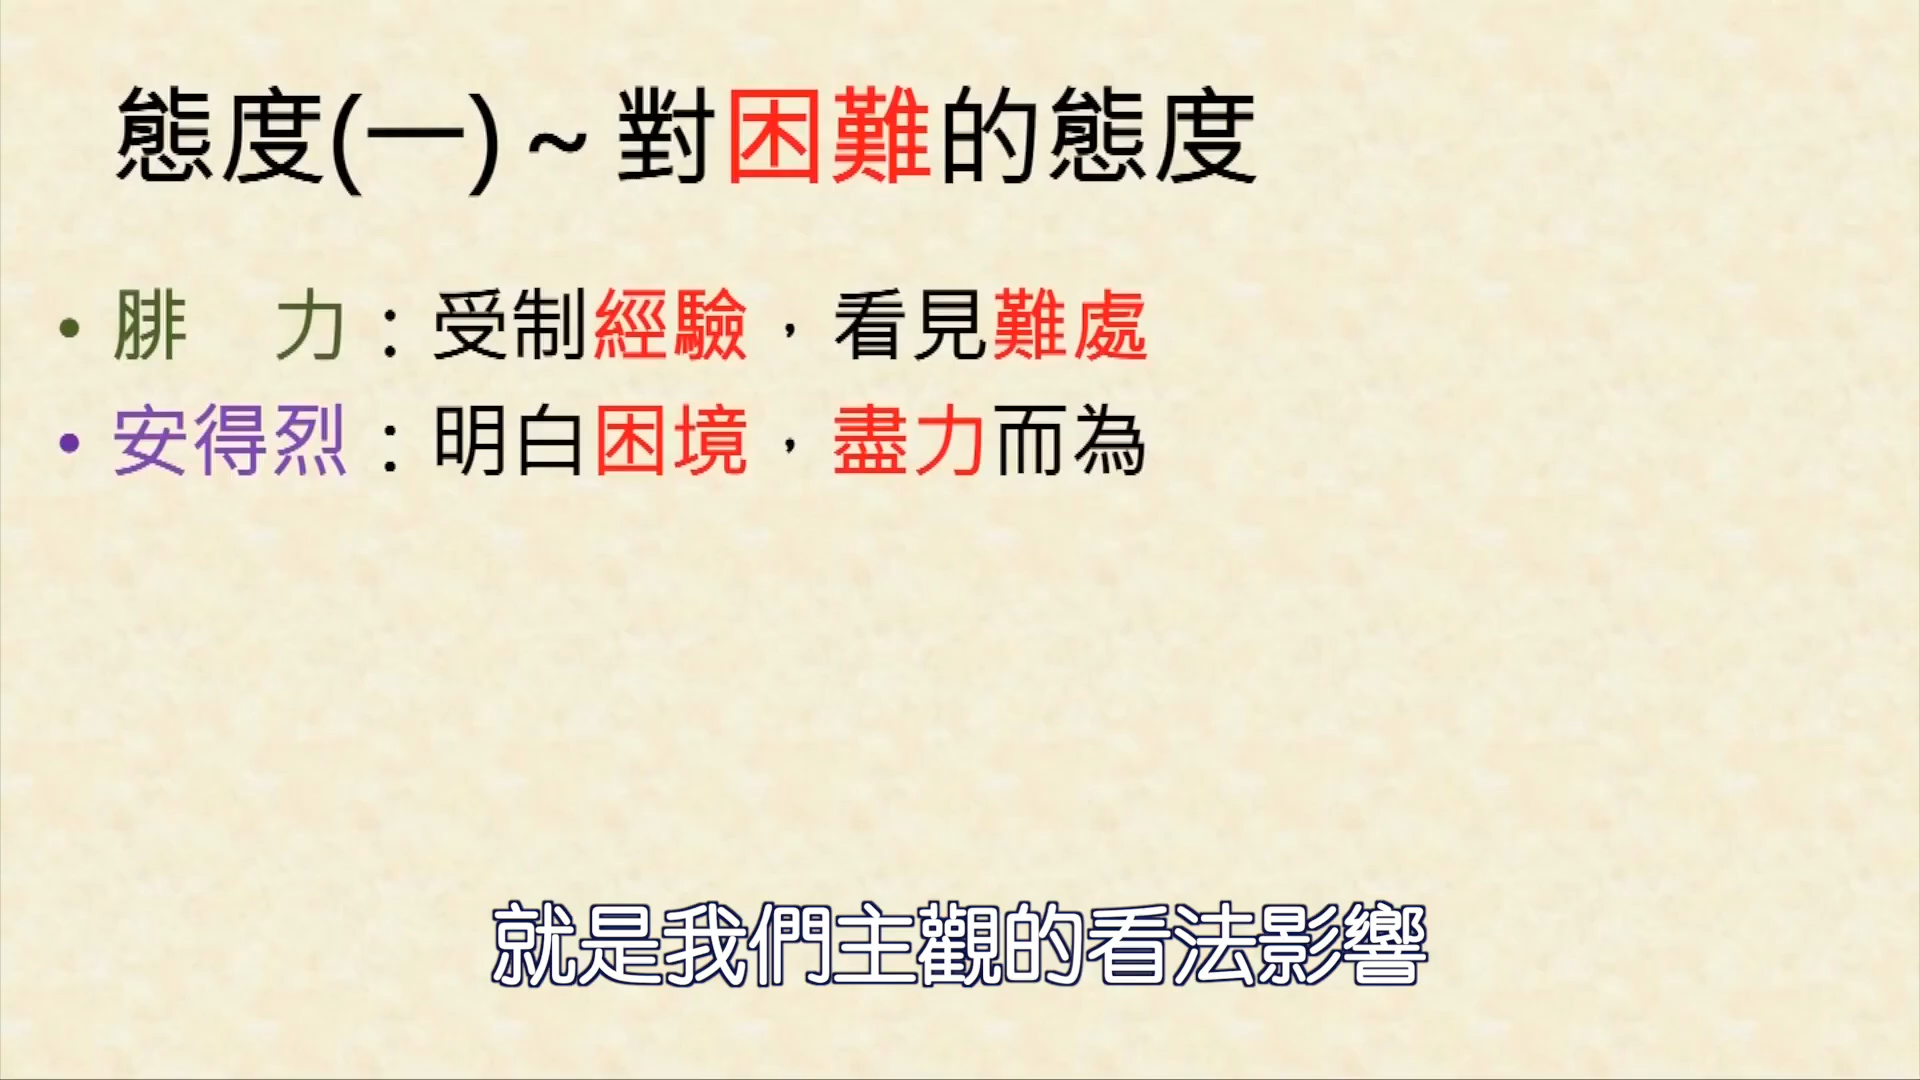 態度(一)~對困難的態度
• 腓　力：受制經驗，看見難處
• 安得烈：明白困境，盡力而為
就是我們主觀的看法影響